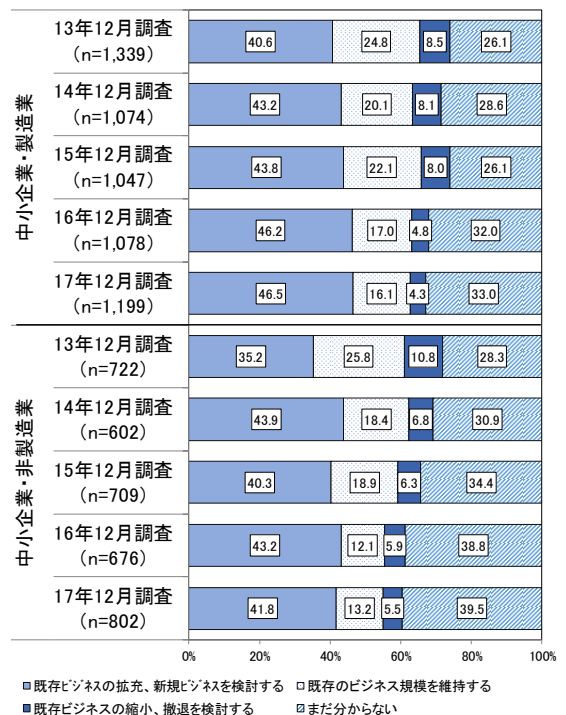 中小企業・製造業
13年12月調査
(n=1,339)
40.6 24.8 8.5 26.1
14年12月調査
(n=1,074)
43.2 20.1 8.1 28.6
15年12月調査
(n=1,047)
43.8 22.1 8.0 26.1
16年12月調査
(n=1,078)
46.2 17.0 4.8 32.0
17年12月調査
(n=1,199)
46.5 16.1 4.3 33.0
中小企業・非製造業
13年12月調査
(n=722)
35.2 25.8 10.8 28.3
14年12月調査
(n=602)
43.9 18.4 6.8 30.9
15年12月調査
(n=709)
40.3 18.9 6.3 34.4
16年12月調査
(n=676)
43.2 12.1 5.9 38.8
17年12月調査
(n=802)
41.8 13.2 5.5 39.5
0% 20% 40% 60% 80% 100%
既存ﾋﾞｼﾞﾈｽの拡充、新規ﾋﾞｼﾞﾈｽを検討する 既存のビジネス規模を維持する
既存ビジネスの縮小、撤退を検討する まだ分からない